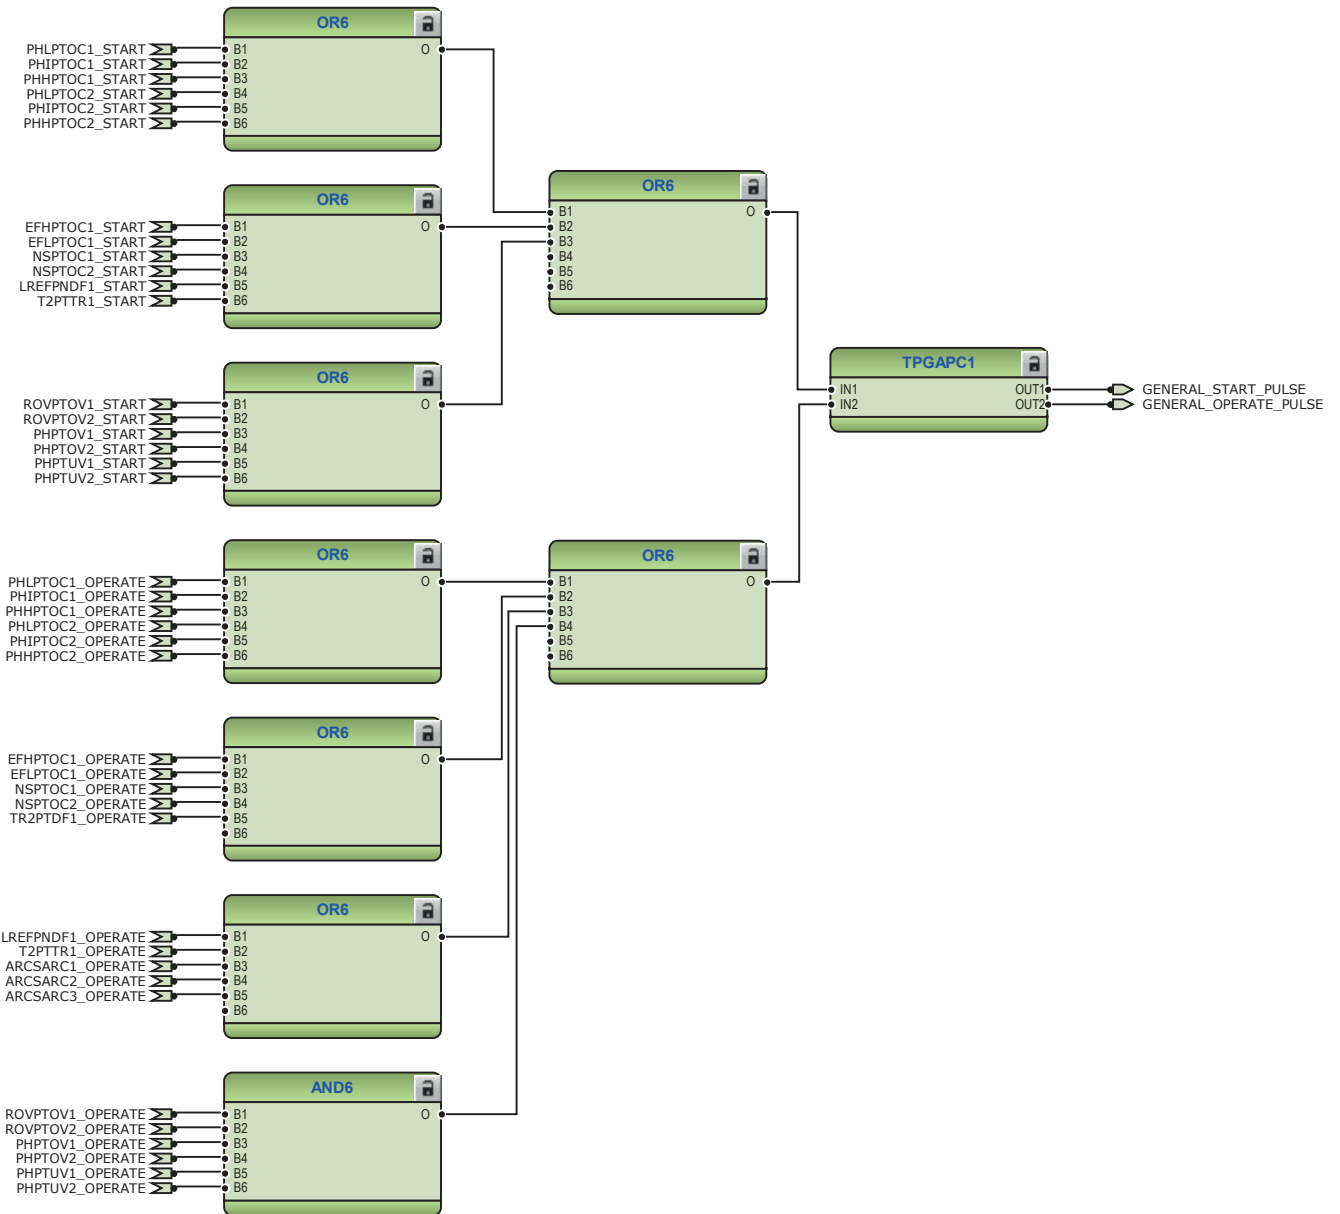 OR6
PHLPTOC1_START B1 O
PHIPTOC1_START B2
PHHPTOC1_START B3
PHLPTOC2_START B4
PHIPTOC2_START B5
PHHPTOC2_START B6
OR6
EFHPTOC1_START B1 O
EFLPTOC1_START B2
NSPTOC1_START B3
NSPTOC2_START B4
LREFPNDF1_START B5
T2PTTR1_START B6
OR6
ROVPTOV1_START B1 O
ROVPTOV2_START B2
PHPTOV1_START B3
PHPTOV2_START B4
PHPTUV1_START B5
PHPTUV2_START B6
OR6
B1 O
B2
B3
B4
B5
B6
TPGAPC1
IN1 OUT1 GENERAL_START_PULSE
IN2 OUT2 GENERAL_OPERATE_PULSE
OR6
PHLPTOC1_OPERATE B1 O
PHIPTOC1_OPERATE B2
PHHPTOC1_OPERATE B3
PHLPTOC2_OPERATE B4
PHIPTOC2_OPERATE B5
PHHPTOC2_OPERATE B6
OR6
B1 O
B2
B3
B4
B5
B6
OR6
EFHPTOC1_OPERATE B1 O
EFLPTOC1_OPERATE B2
NSPTOC1_OPERATE B3
NSPTOC2_OPERATE B4
TR2PTDF1_OPERATE B5
B6
OR6
LREFPNDF1_OPERATE B1 O
T2PTTR1_OPERATE B2
ARCSARC1_OPERATE B3
ARCSARC2_OPERATE B4
ARCSARC3_OPERATE B5
B6
AND6
ROVPTOV1_OPERATE B1 O
ROVPTOV2_OPERATE B2
PHPTOV1_OPERATE B3
PHPTOV2_OPERATE B4
PHPTUV1_OPERATE B5
PHPTUV2_OPERATE B6